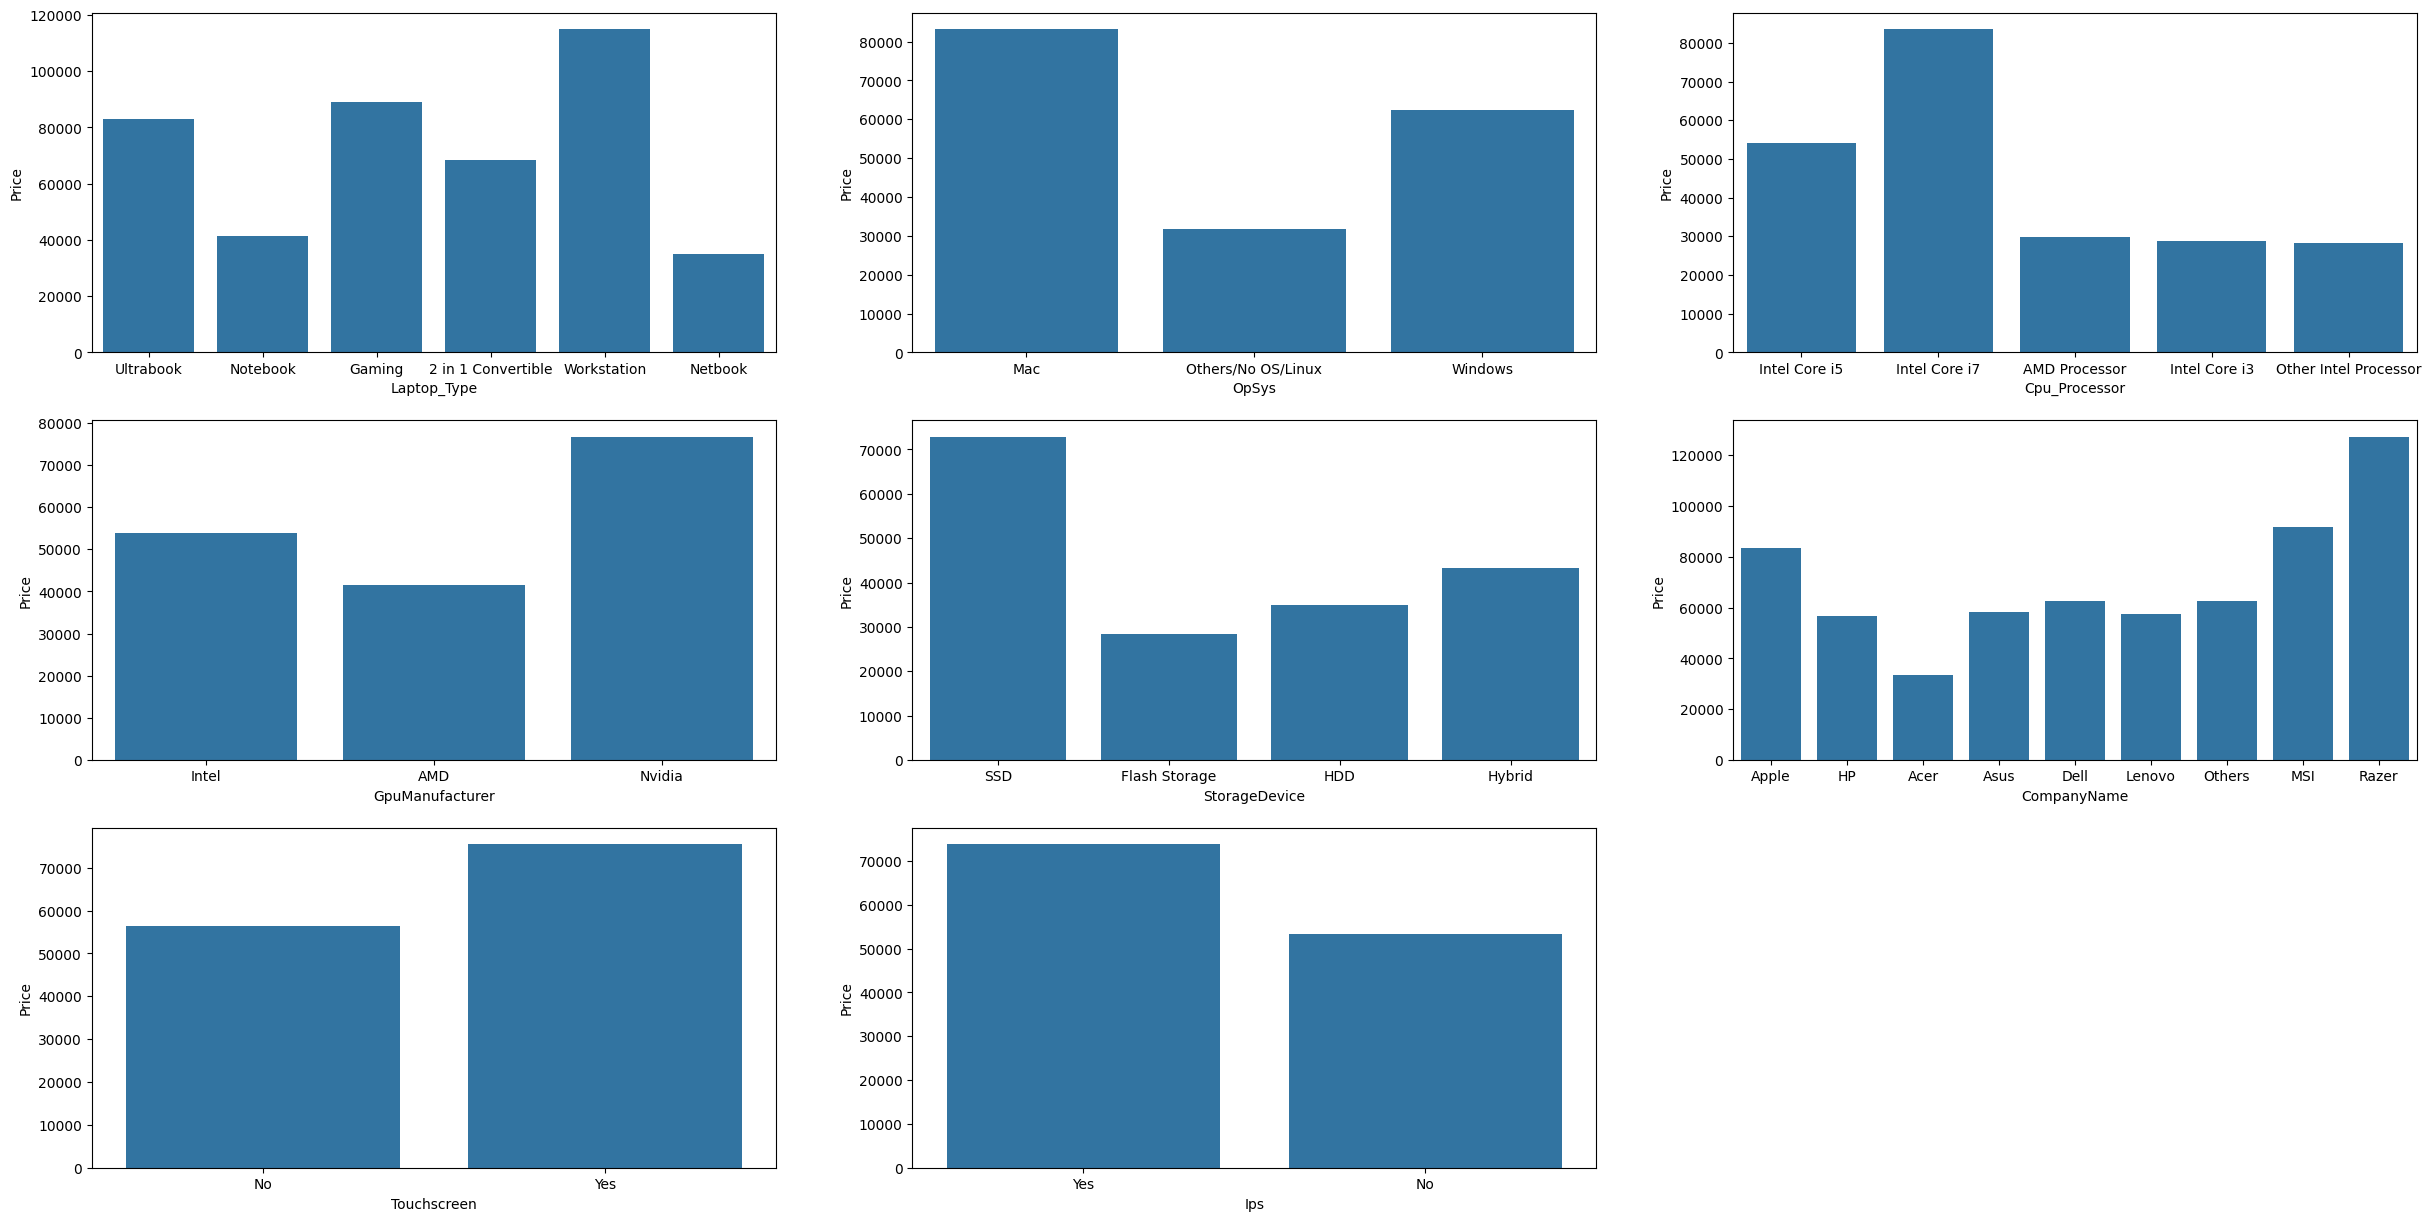 120000
100000
80000
60000
40000
20000
0
Price
Ultrabook Notebook Gaming 2 in 1 Convertible Workstation Netbook
Laptop_Type
80000
70000
60000
50000
40000
30000
20000
10000
0
Price
Mac Others/No OS/Linux Windows
OpSys
80000
70000
60000
50000
40000
30000
20000
10000
0
Price
Intel Core i5 Intel Core i7 AMD Processor Intel Core i3 Other Intel Processor
Cpu_Processor
80000
70000
60000
50000
40000
30000
20000
10000
0
Price
Intel AMD Nvidia
GpuManufacturer
70000
60000
50000
40000
30000
20000
10000
0
Price
SSD Flash Storage HDD Hybrid
StorageDevice
120000
100000
80000
60000
40000
20000
0
Price
Apple HP Acer Asus Dell Lenovo Others MSI Razer
CompanyName
70000
60000
50000
40000
30000
20000
10000
0
Price
No Yes
Touchscreen
70000
60000
50000
40000
30000
20000
10000
0
Price
Yes No
Ips